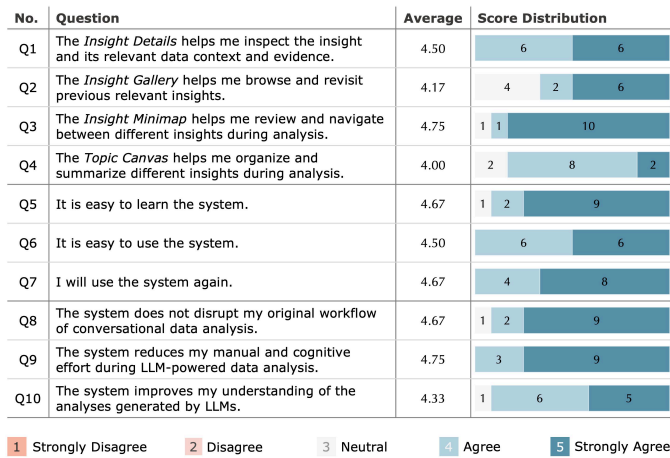 No. Question Average Score Distribution
Q1 The Insight Details helps me inspect the insight
and its relevant data context and evidence. 4.50 6 6
Q2 The Insight Gallery helps me browse and revisit
previous relevant insights. 4.17 4 2 6
Q3 The Insight Minimap helps me review and navigate
between different insights during analysis. 4.75 1 1 10
Q4 The Topic Canvas helps me organize and
summarize different insights during analysis. 4.00 2 8 2
Q5 It is easy to learn the system. 4.67 1 2 9
Q6 It is easy to use the system. 4.50 6 6
Q7 I will use the system again. 4.67 4 8
Q8 The system does not disrupt my original workflow
of conversational data analysis. 4.67 1 2 9
Q9 The system reduces my manual and cognitive
effort during LLM-powered data analysis. 4.75 3 9
Q10 The system improves my understanding of the
analyses generated by LLMs. 4.33 1 6 5
1 Strongly Disagree 2 Disagree 3 Neutral 4 Agree 5 Strongly Agree